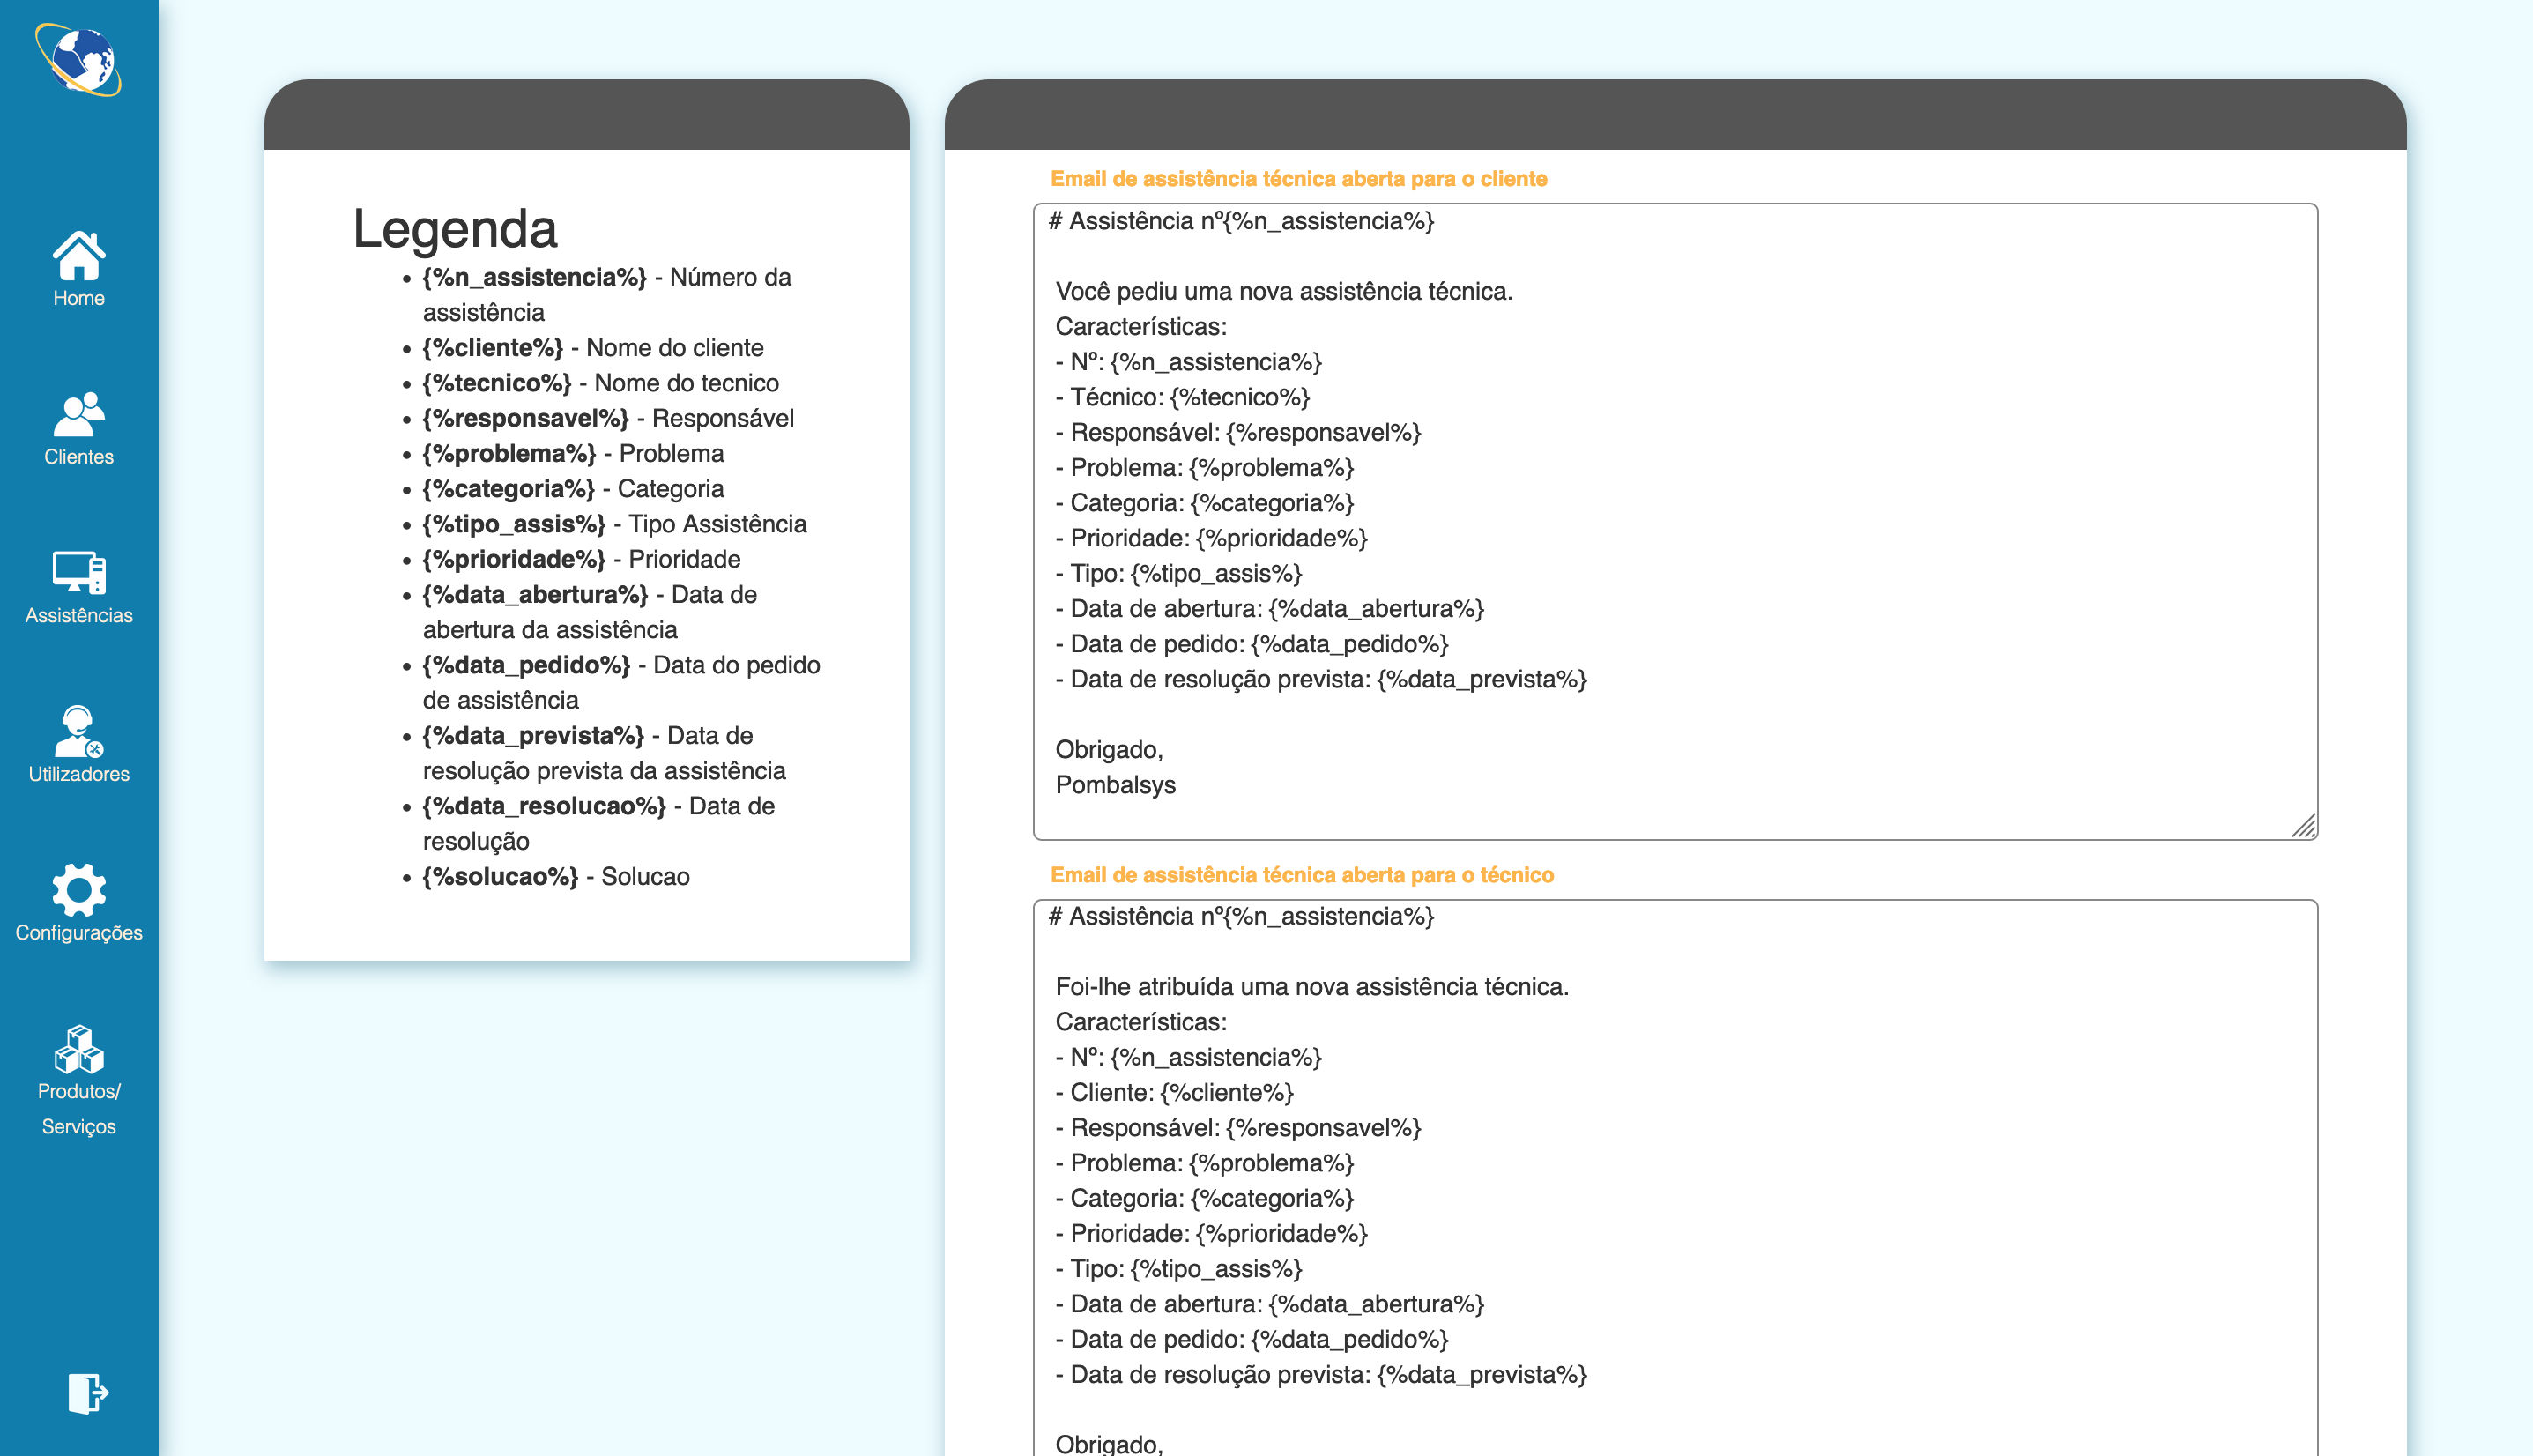 Home
Clientes
Assistências
Utilizadores
Configurações
Produtos/
Serviços
Legenda
• {%n_assistencia%} - Número da
assistência
• {%cliente%} - Nome do cliente
• {%tecnico%} - Nome do tecnico
• {%responsavel%} - Responsável
• {%problema%} - Problema
• {%categoria%} - Categoria
• {%tipo_assis%} - Tipo Assistência
• {%prioridade%} - Prioridade
• {%data_abertura%} - Data de
abertura da assistência
• {%data_pedido%} - Data do pedido
de assistência
• {%data_prevista%} - Data de
resolução prevista da assistência
• {%data_resolucao%} - Data de
resolução
• {%solucao%} - Solucao
Email de assistência técnica aberta para o cliente
# Assistência nº{%n_assistencia%}
Você pediu uma nova assistência técnica.
Características:
- Nº: {%n_assistencia%}
- Técnico: {%tecnico%}
- Responsável: {%responsavel%}
- Problema: {%problema%}
- Categoria: {%categoria%}
- Prioridade: {%prioridade%}
- Tipo: {%tipo_assis%}
- Data de abertura: {%data_abertura%}
- Data de pedido: {%data_pedido%}
- Data de resolução prevista: {%data_prevista%}
Obrigado,
Pombalsys
Email de assistência técnica aberta para o técnico
# Assistência nº{%n_assistencia%}
Foi-lhe atribuída uma nova assistência técnica.
Características:
- Nº: {%n_assistencia%}
- Cliente: {%cliente%}
- Responsável: {%responsavel%}
- Problema: {%problema%}
- Categoria: {%categoria%}
- Prioridade: {%prioridade%}
- Tipo: {%tipo_assis%}
- Data de abertura: {%data_abertura%}
- Data de pedido: {%data_pedido%}
- Data de resolução prevista: {%data_prevista%}
Obrigado,